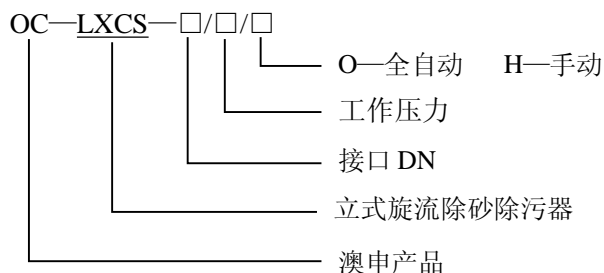 OC—LXCS—□/□/□
O—全自动 H—手动
工作压力
接口 DN
立式旋流除砂除污器
澳申产品